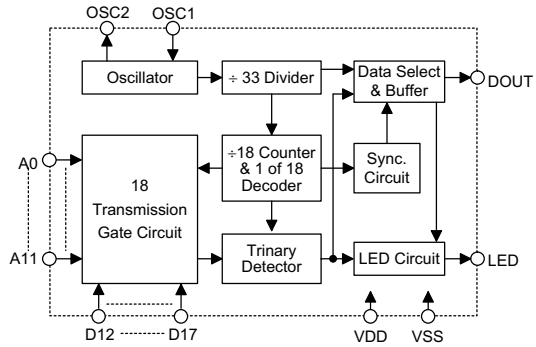 OSC2 OSC1
Oscillator
÷ 33 Divider
Data Select
& Buffer
DOUT
A0
18
Transmission
Gate Circuit
÷18 Counter
& 1 of 18
Decoder
Sync.
Circuit
A11
Trinary
Detector
LED Circuit
LED
D12 D17
VDD VSS